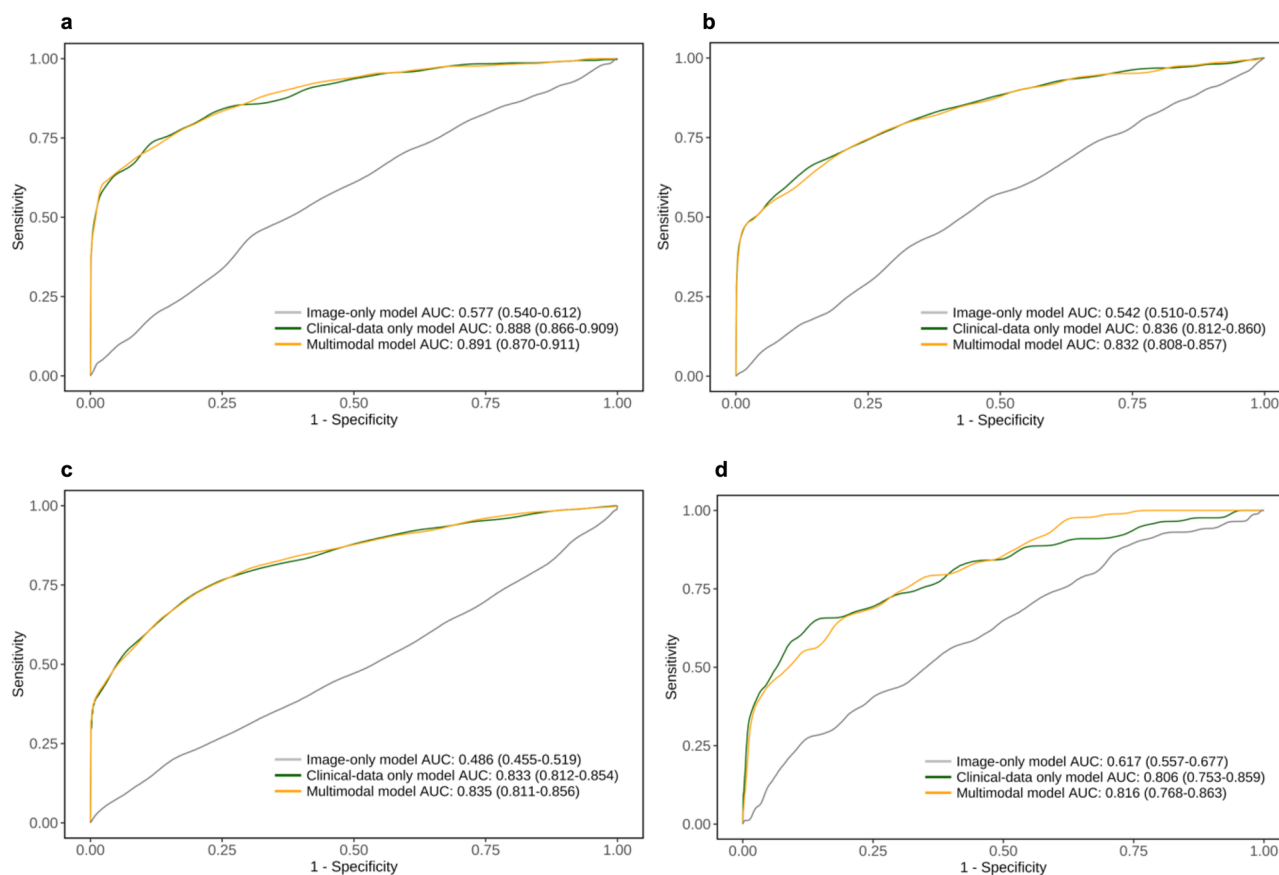 a
1.00
0.75
0.50
0.25
0.00
Sensitivity
Image-only model AUC: 0.577 (0.540-0.612)
Clinical-data only model AUC: 0.888 (0.866-0.909)
Multimodal model AUC: 0.891 (0.870-0.911)
0.00 0.25 0.50 0.75 1.00
1 - Specificity
b
1.00
0.75
0.50
0.25
0.00
Sensitivity
Image-only model AUC: 0.542 (0.510-0.574)
Clinical-data only model AUC: 0.836 (0.812-0.860)
Multimodal model AUC: 0.832 (0.808-0.857)
0.00 0.25 0.50 0.75 1.00
1 - Specificity
c
1.00
0.75
0.50
0.25
0.00
Sensitivity
Image-only model AUC: 0.486 (0.455-0.519)
Clinical-data only model AUC: 0.833 (0.812-0.854)
Multimodal model AUC: 0.835 (0.811-0.856)
0.00 0.25 0.50 0.75 1.00
1 - Specificity
d
1.00
0.75
0.50
0.25
0.00
Sensitivity
Image-only model AUC: 0.617 (0.557-0.677)
Clinical-data only model AUC: 0.806 (0.753-0.859)
Multimodal model AUC: 0.816 (0.768-0.863)
0.00 0.25 0.50 0.75 1.00
1 - Specificity